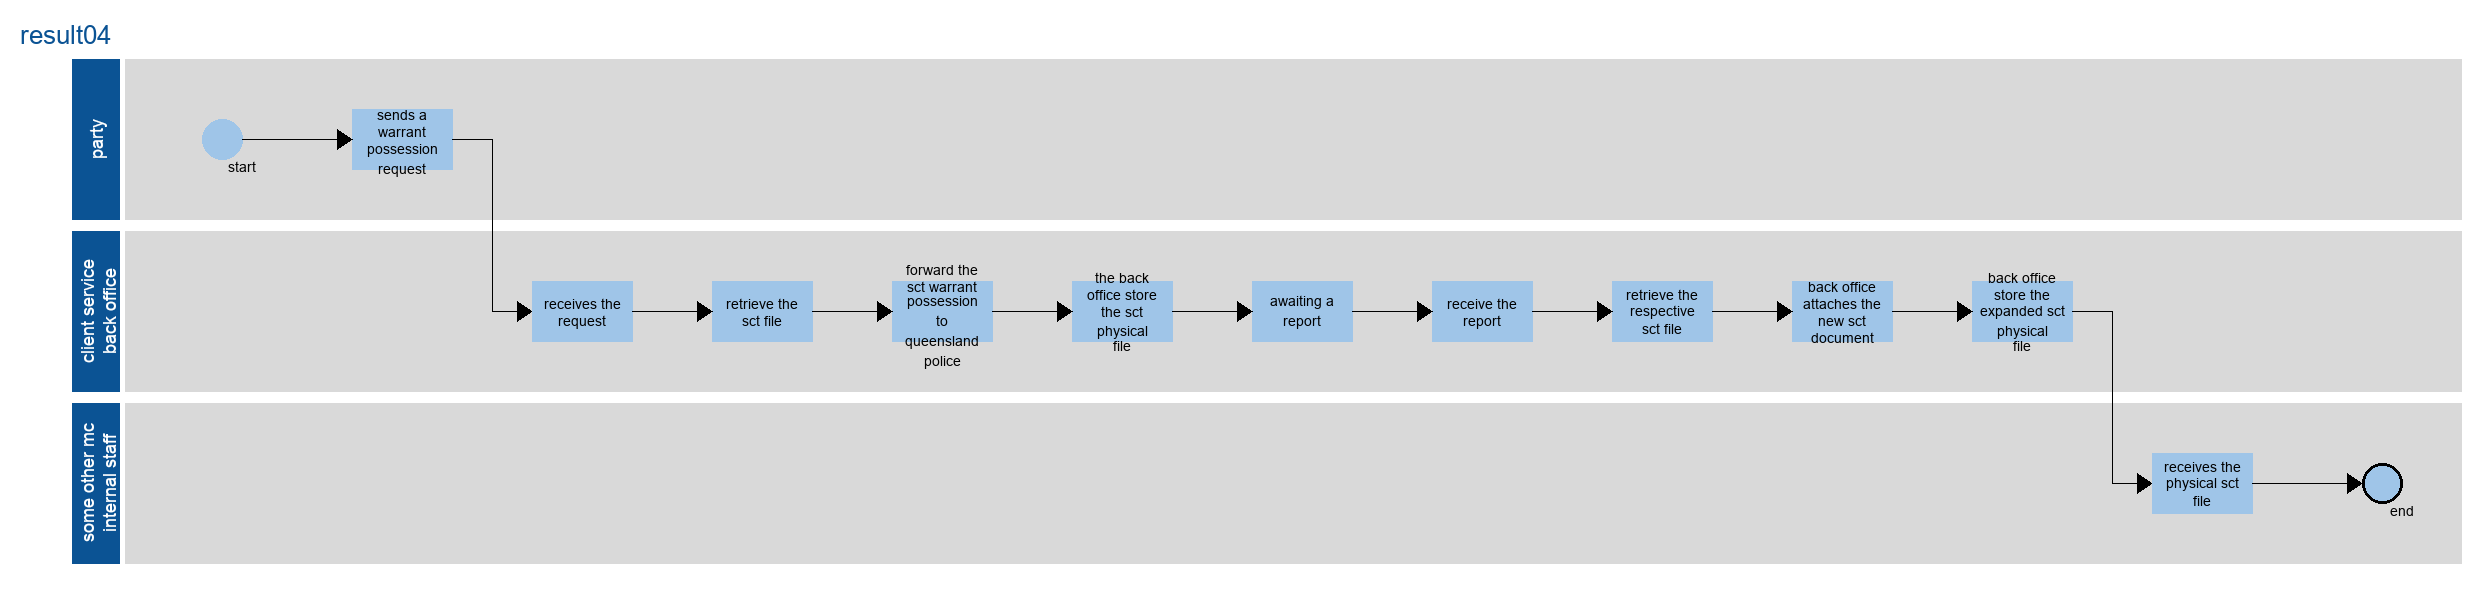 result04
party
sends a
warrant
possession
request
start
client service
back office
receives the
request
retrieve the
sct file
forward the
sct warrant
possession
to
queensland
police
the back
office store
the sct
physical
file
awaiting a
report
receive the
report
retrieve the
respective
sct file
back office
attaches the
new sct
document
back office
store the
expanded sct
physical
file
some other mc
internal staff
receives the
physical sct
file
end